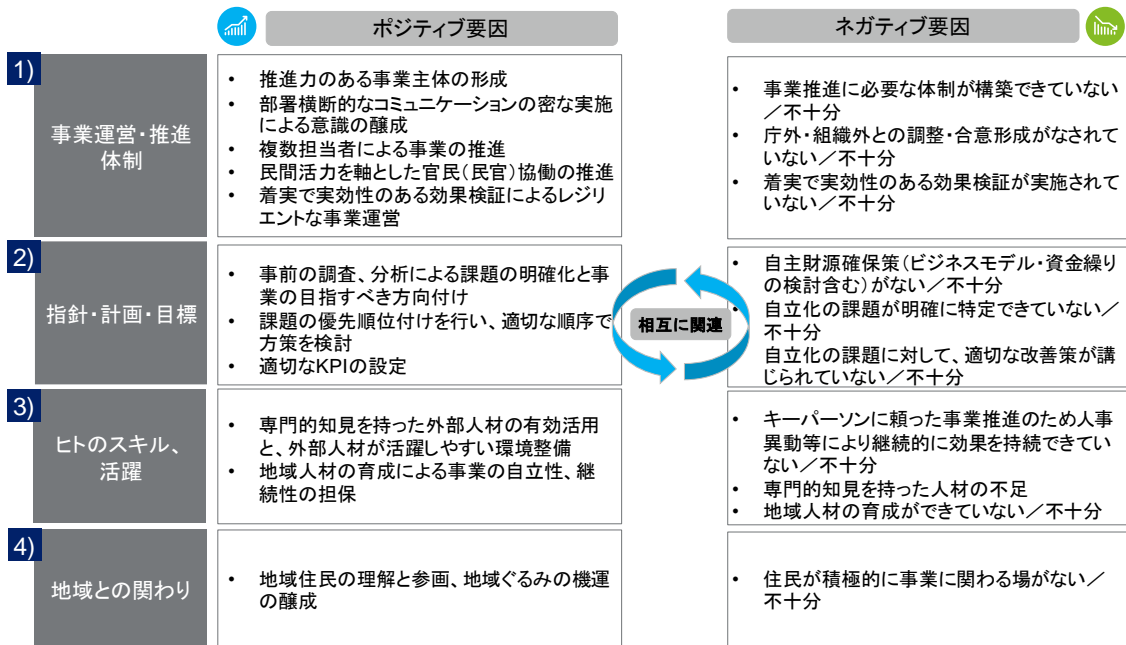 ポジティブ要因
ネガティブ要因
1)
事業運営・推進
体制
• 推進力のある事業主体の形成
• 部署横断的なコミュニケーションの密な実施
による意識の醸成
• 複数担当者による事業の推進
• 民間活力を軸とした官民(民官)協働の推進
• 着実で実効性のある効果検証によるレジリ
エントな事業運営
• 事業推進に必要な体制が構築できていない
／不十分
• 庁外・組織外との調整・合意形成がなされて
いない／不十分
• 着実で実効性のある効果検証が実施されて
いない／不十分
2)
指針・計画・目標
• 事前の調査、分析による課題の明確化と事
業の目指すべき方向付け
• 課題の優先順位付けを行い、適切な順序で
方策を検討
• 適切なKPIの設定
相互に関連
• 自主財源確保策(ビジネスモデル・資金繰り
の検討含む)がない／不十分
• 自立化の課題が明確に特定できていない／
不十分
自立化の課題に対して、適切な改善策が講
じられていない／不十分
3)
ヒトのスキル、
活躍
• 専門的知見を持った外部人材の有効活用
と、外部人材が活躍しやすい環境整備
• 地域人材の育成による事業の自立性、継
続性の担保
• キーパーソンに頼った事業推進のため人事
異動等により継続的に効果を持続できてい
ない／不十分
• 専門的知見を持った人材の不足
• 地域人材の育成ができていない／不十分
4)
地域との関わり
• 地域住民の理解と参画、地域ぐるみの機運
の醸成
• 住民が積極的に事業に関わる場がない／
不十分